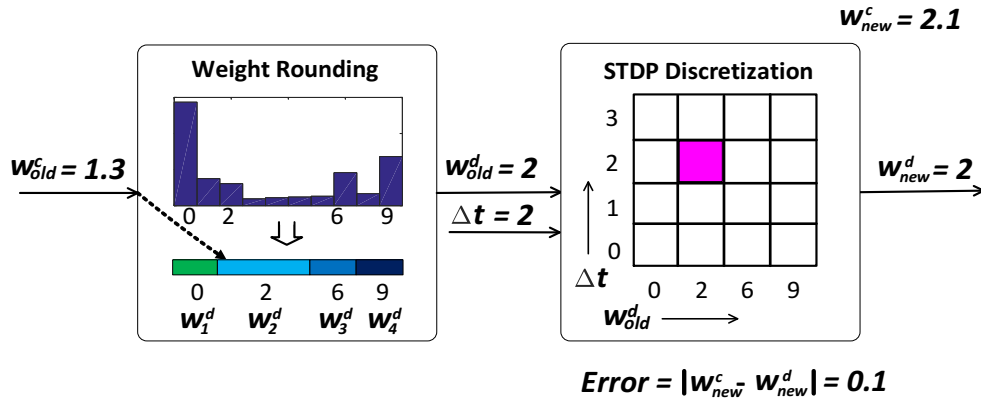 w^c_new = 2.1
Weight Rounding
STDP Discretization
w^c_old = 1.3
0 2 6 9
0 2 6 9
w^d_1 w^d_2 w^d_3 w^d_4
w^d_old = 2
Δt = 2
3
2
1
0
Δt
0 2 6 9
w^d_old
w^d_new = 2
Error = |w^c_new - w^d_new| = 0.1